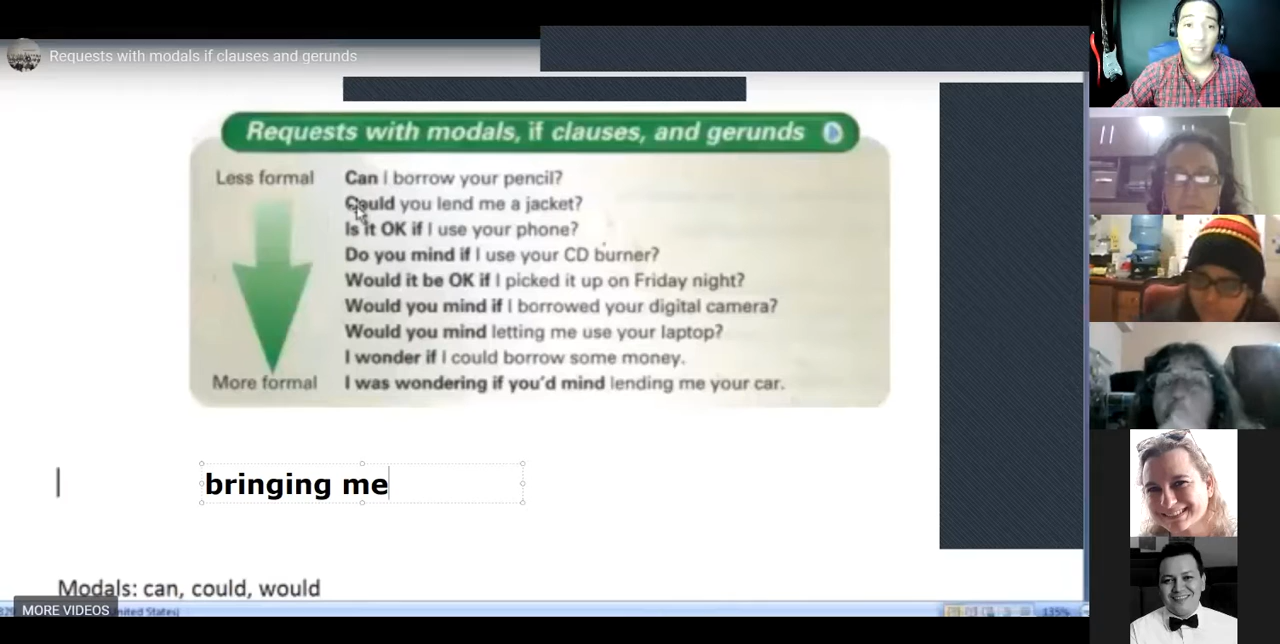 Requests with modals if clauses and gerunds
Requests with modals, if clauses, and gerunds
Less formal
Can I borrow your pencil?
Could you lend me a jacket?
Is it OK if I use your phone?
Do you mind if I use your CD burner?
Would it be OK if I picked it up on Friday night?
Would you mind if I borrowed your digital camera?
Would you mind letting me use your laptop?
I wonder if I could borrow some money.
More formal
I was wondering if you'd mind lending me your car.
bringing me
Modals: can, could, would
MORE VIDEOS
United States)
135%